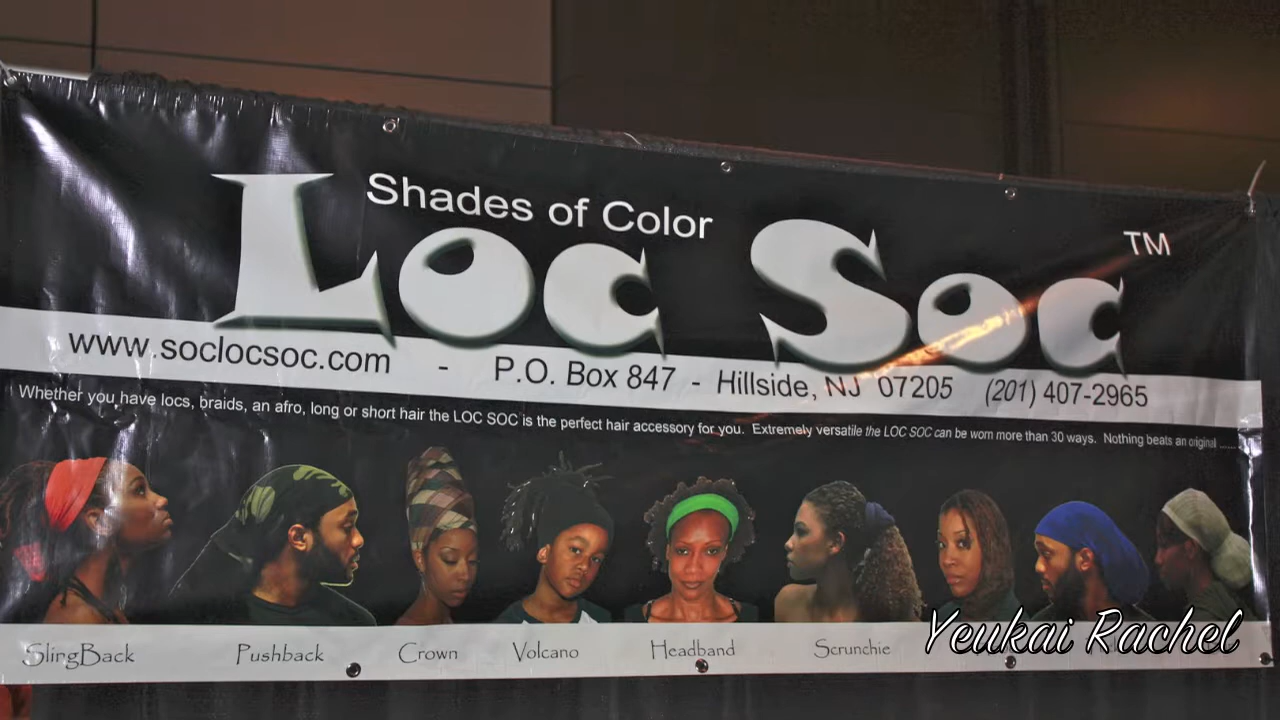 Shades of Color
Loc Soc TM
www.soclocsoc.com - P.O. Box 847 - Hillside, NJ 07205 (201) 407-2965
Whether you have locs, braids, an afro, long or short hair the LOC SOC is the perfect hair accessory for you. Extremely versatile the LOC SOC can be worn more than 30 ways. Nothing beats an original ......
SlingBack Pushback Crown Volcano Headband Scrunchie
Yeukai Rachel